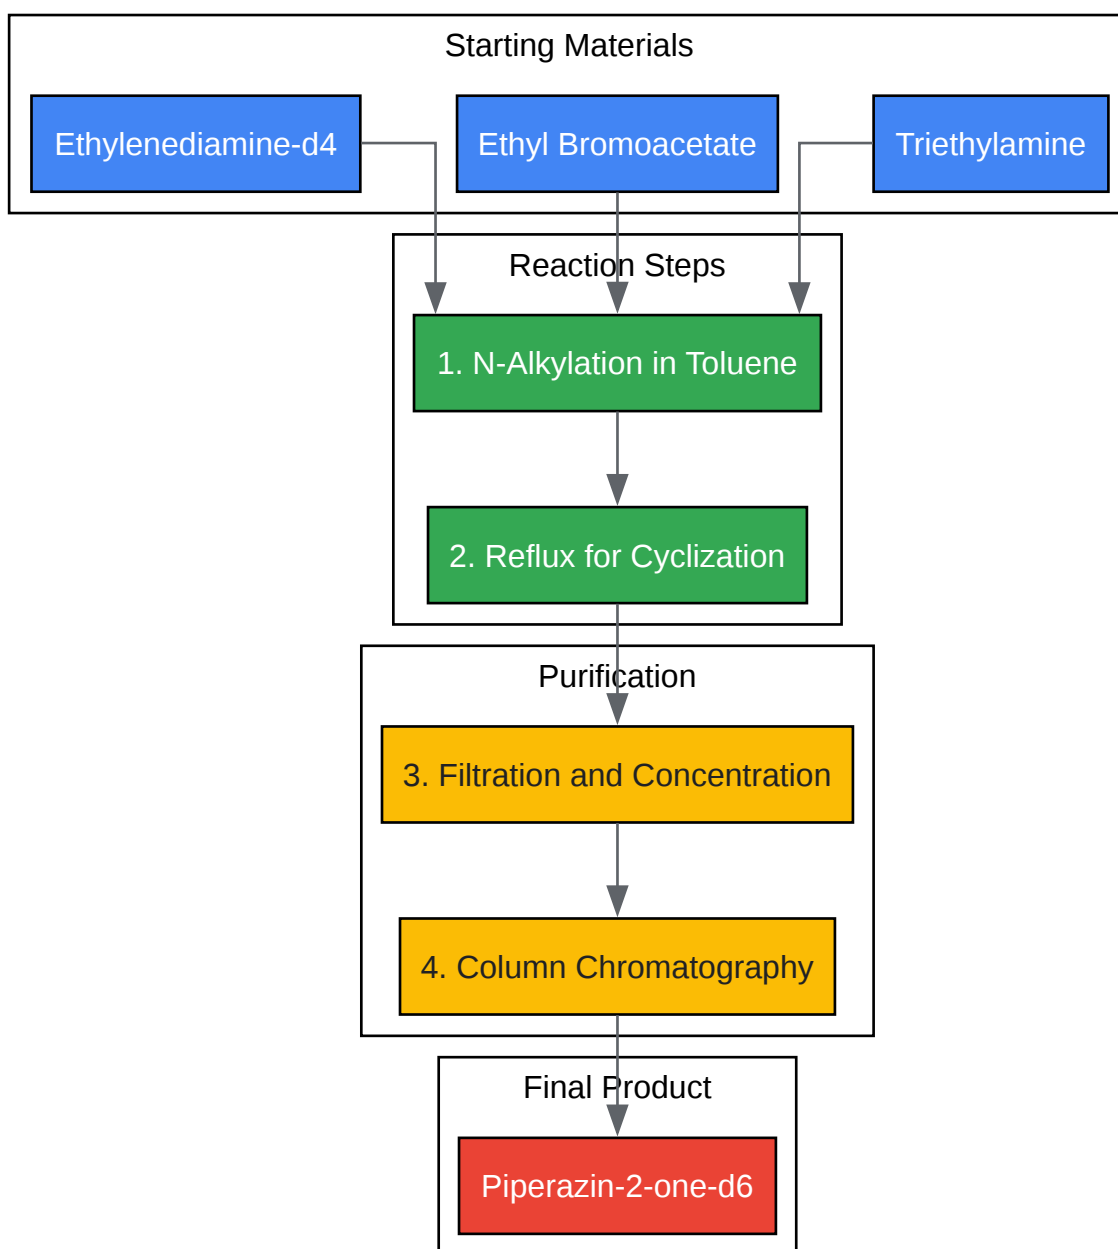 Starting Materials
Ethylenediamine-d4
Ethyl Bromoacetate
Triethylamine
Reaction Steps
1. N-Alkylation in Toluene
2. Reflux for Cyclization
Purification
3. Filtration and Concentration
4. Column Chromatography
Final Product
Piperazin-2-one-d6